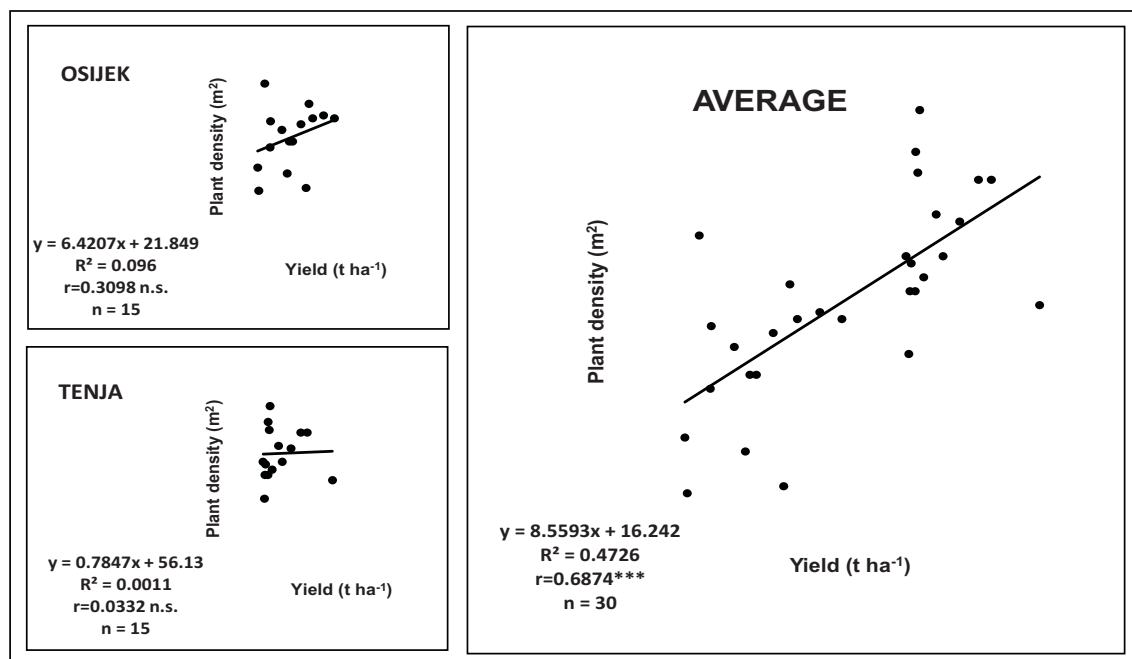 OSIJEK
Plant density (m²)
y = 6.4207x + 21.849
R² = 0.096
r=0.3098 n.s.
n = 15
Yield (t ha⁻¹)
TENJA
Plant density (m²)
y = 0.7847x + 56.13
R² = 0.0011
r=0.0332 n.s.
n = 15
Yield (t ha⁻¹)
AVERAGE
Plant density (m²)
y = 8.5593x + 16.242
R² = 0.4726
r=0.6874***
n = 30
Yield (t ha⁻¹)